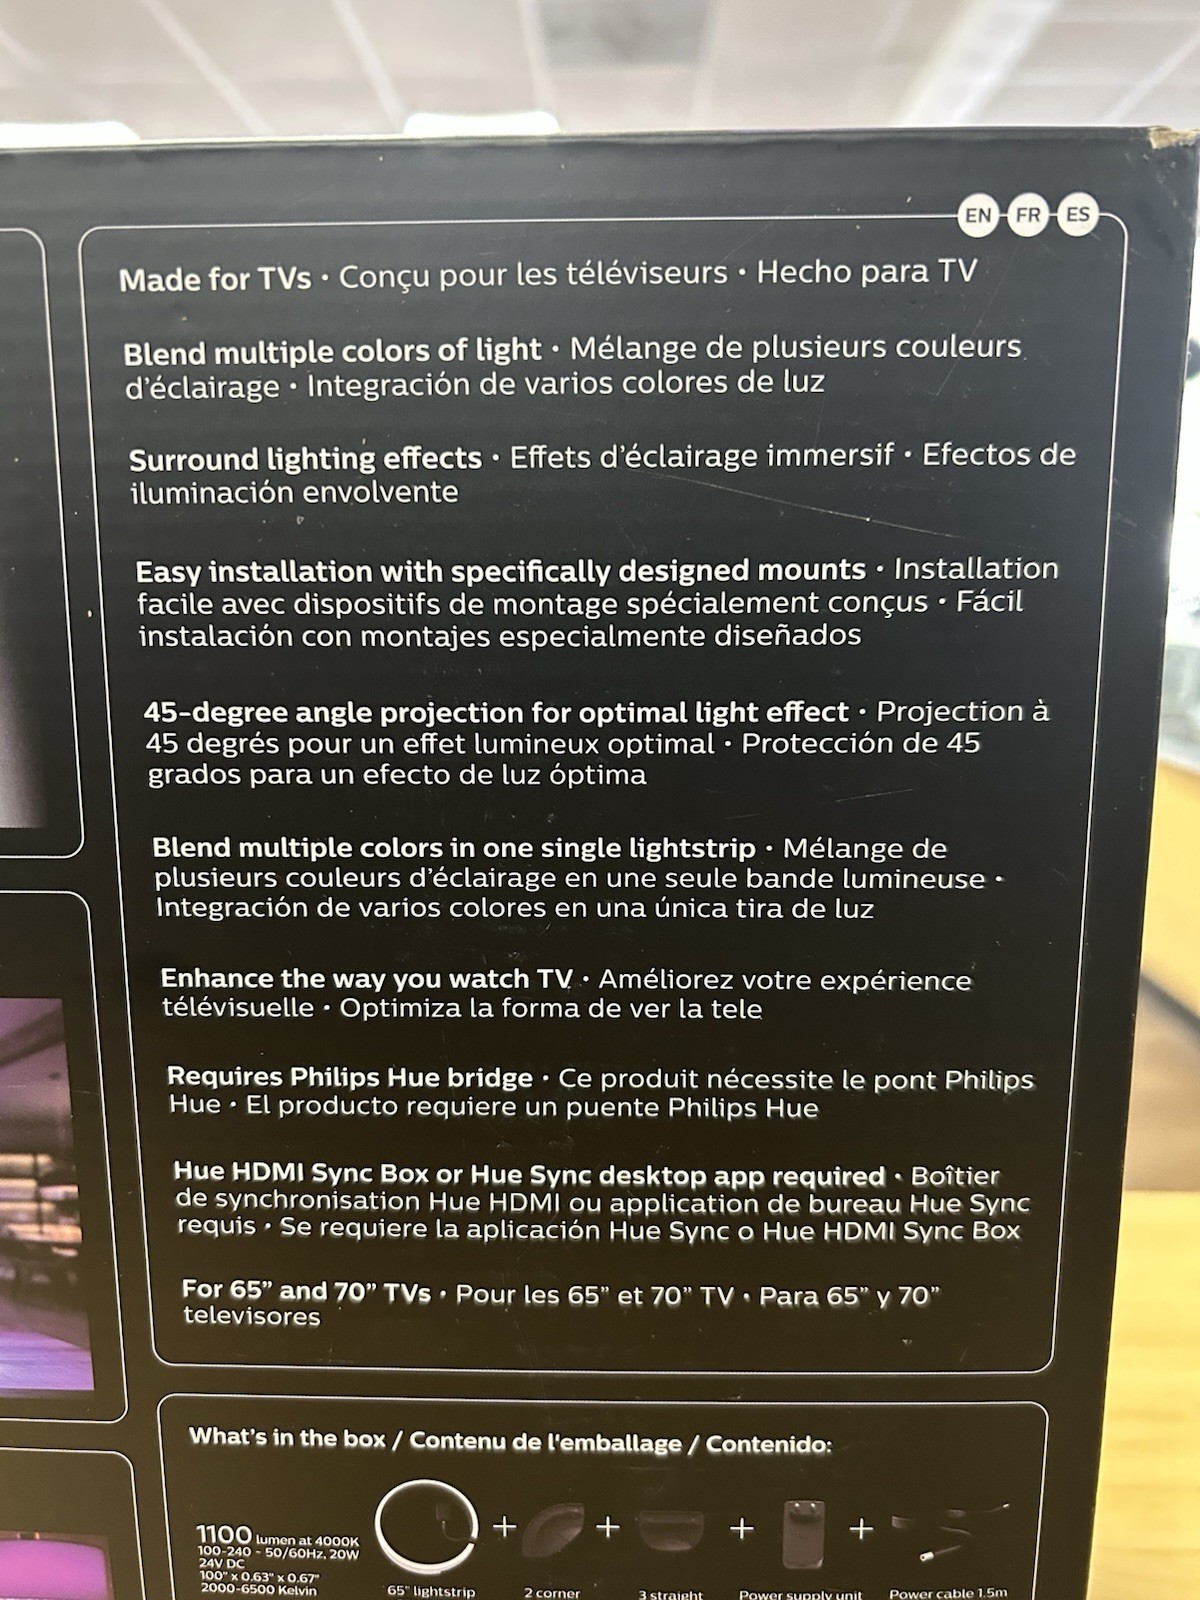 EN FR ES
Made for TVs • Conçu pour les téléviseurs • Hecho para TV
Blend multiple colors of light • Mélange de plusieurs couleurs
d'éclairage • Integración de varios colores de luz
Surround lighting effects • Effets d'éclairage immersif • Efectos de
iluminación envolvente
Easy installation with specifically designed mounts • Installation
facile avec dispositifs de montage spécialement conçus • Fácil
instalación con montajes especialmente diseñados
45-degree angle projection for optimal light effect • Projection à
45 degrés pour un effet lumineux optimal • Protección de 45
grados para un efecto de luz óptima
Blend multiple colors in one single lightstrip • Mélange de
plusieurs couleurs d'éclairage en une seule bande lumineuse •
Integración de varios colores en una única tira de luz
Enhance the way you watch TV • Améliorez votre expérience
télévisuelle • Optimiza la forma de ver la tele
Requires Philips Hue bridge • Ce produit nécessite le pont Philips
Hue • El producto requiere un puente Philips Hue
Hue HDMI Sync Box or Hue Sync desktop app required • Boîtier
de synchronisation Hue HDMI ou application de bureau Hue Sync
requis • Se requiere la aplicación Hue Sync o Hue HDMI Sync Box
For 65” and 70” TVs • Pour les 65” et 70” TV • Para 65” y 70”
televisores
What's in the box / Contenu de l'emballage / Contenido:
1100 lumen at 4000K
100-240 ~ 50/60Hz, 20W
24V DC
100" x 0.63" x 0.67"
2000-6500 Kelvin
+ + + +
65" lightstrip 2 corner 3 straight Power supply unit Power cable 1.5m